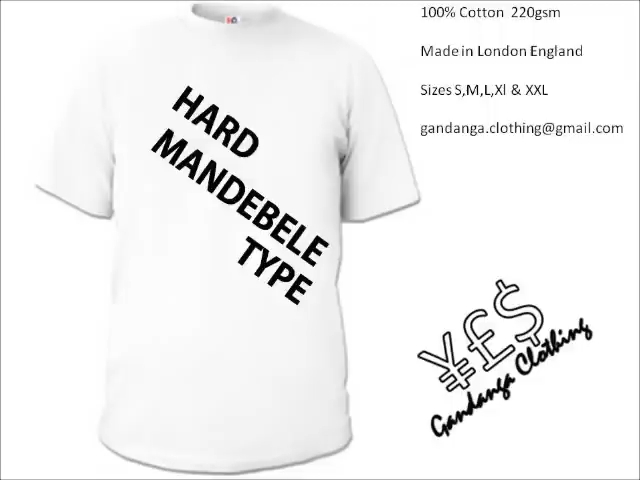 HARD
MANDEBELE
TYPE
100% Cotton 220gsm
Made in London England
Sizes S,M,L,Xl & XXL
gandanga.clothing@gmail.com
¥£$
Gandanga Clothing